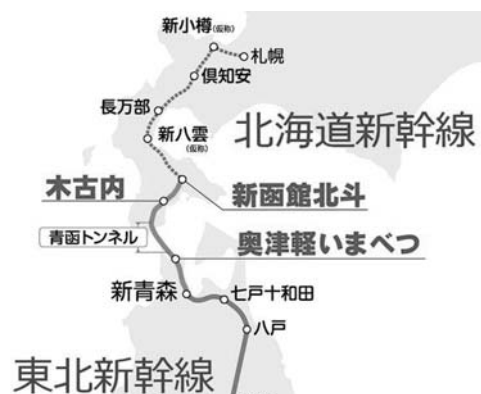 新小樽(仮称)
札幌
倶知安
長万部
新八雲
(仮称)
北海道新幹線
木古内
新函館北斗
青函トンネル
奥津軽いまべつ
新青森
七戸十和田
八戸
東北新幹線